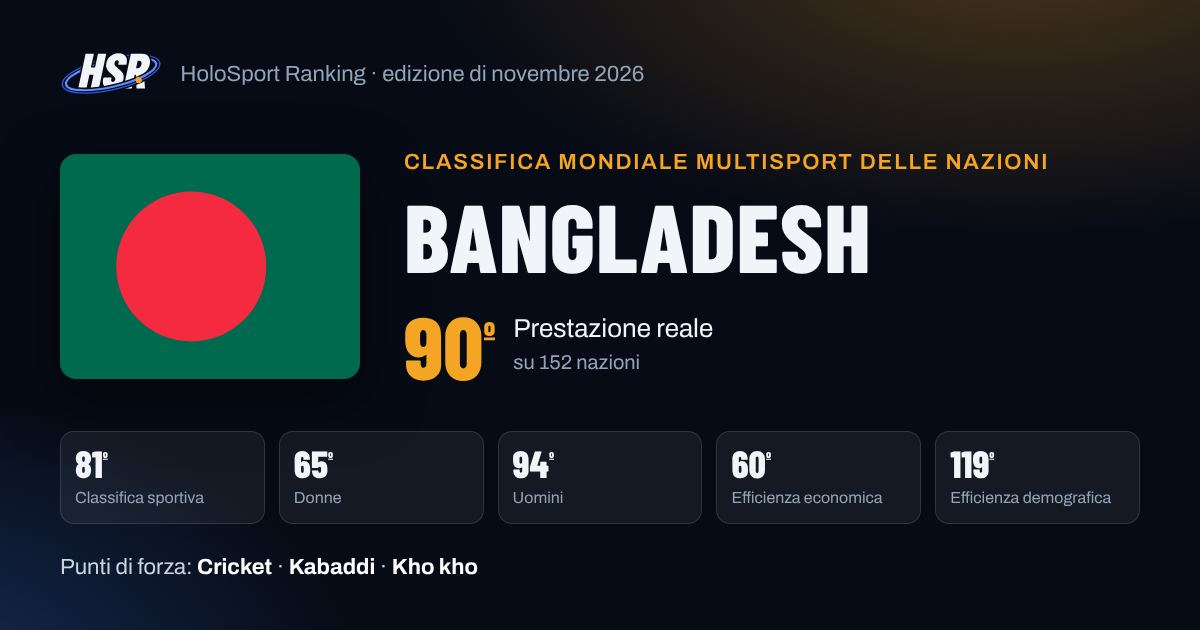 HSR
HoloSport Ranking · edizione di novembre 2026
CLASSIFICA MONDIALE MULTISPORT DELLE NAZIONI
BANGLADESH
90º
Prestazione reale
su 152 nazioni
81º
Classifica sportiva
65º
Donne
94º
Uomini
60º
Efficienza economica
119º
Efficienza demografica
Punti di forza: Cricket · Kabaddi · Kho kho